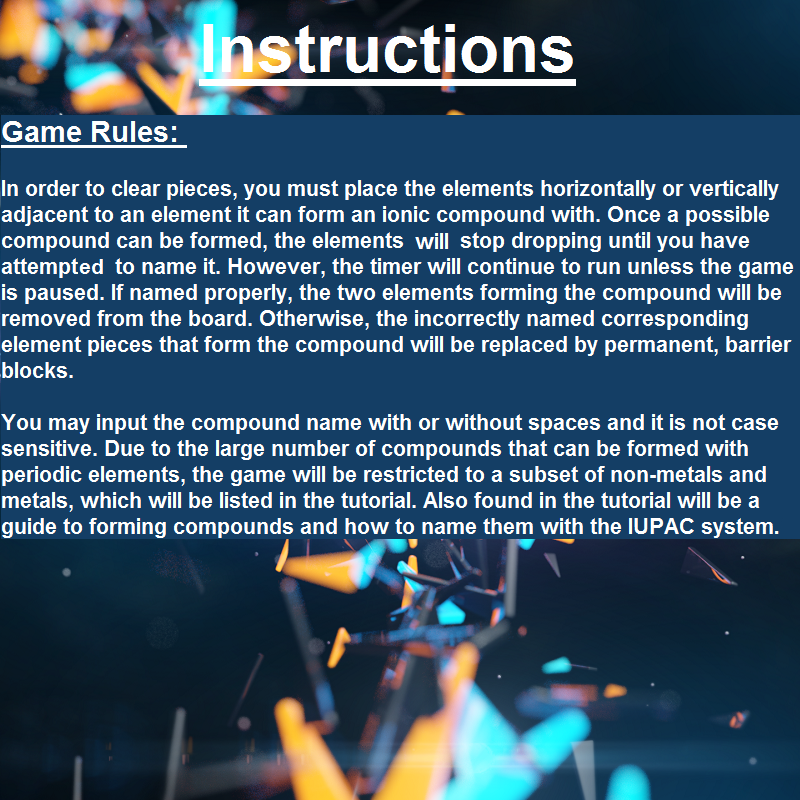 Instructions
Game Rules:
In order to clear pieces, you must place the elements horizontally or vertically
adjacent to an element it can form an ionic compound with. Once a possible
compound can be formed, the elements will stop dropping until you have
attempted to name it. However, the timer will continue to run unless the game
is paused. If named properly, the two elements forming the compound will be
removed from the board. Otherwise, the incorrectly named corresponding
element pieces that form the compound will be replaced by permanent, barrier
blocks.
You may input the compound name with or without spaces and it is not case
sensitive. Due to the large number of compounds that can be formed with
periodic elements, the game will be restricted to a subset of non-metals and
metals, which will be listed in the tutorial. Also found in the tutorial will be a
guide to forming compounds and how to name them with the IUPAC system.